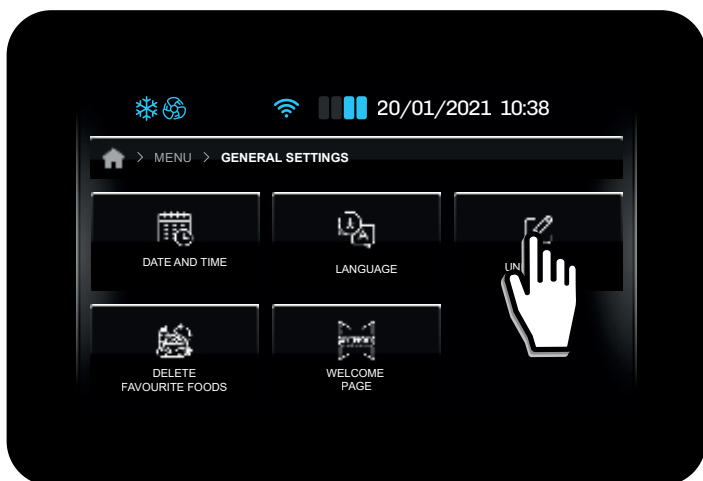 20/01/2021 10:38
> MENU > GENERAL SETTINGS
DATE AND TIME
LANGUAGE
DELETE
FAVOURITE FOODS
WELCOME
PAGE